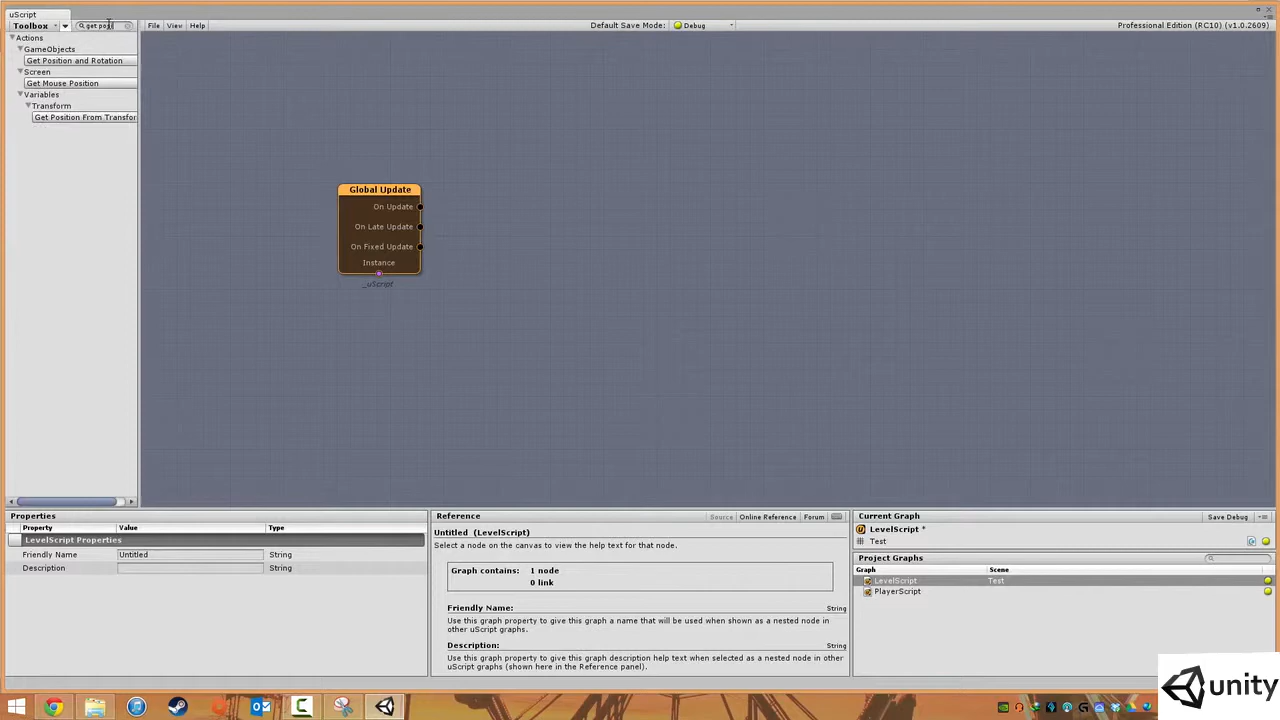 uScript
Toolbox
get posi
File View Help
Default Save Mode: Debug
Professional Edition (RC10) (v1.0.2609)
Actions
GameObjects
Get Position and Rotation
Screen
Get Mouse Position
Variables
Transform
Get Position From Transfor
Global Update
On Update
On Late Update
On Fixed Update
Instance
_uScript
Properties
Property Value Type
LevelScript Properties
Friendly Name Untitled String
Description String
Reference Source Online Reference Forum
Untitled (LevelScript)
Select a node on the canvas to view the help text for that node.
Graph contains: 1 node
0 link
Friendly Name: String
Use this graph property to give this graph a name that will be used when shown as a nested node in
other uScript graphs.
Description: String
Use this graph property to give this graph description help text when selected as a nested node in other
uScript graphs (shown here in the Reference panel).
Current Graph Save Debug
LevelScript *
Test
Project Graphs
Graph Scene
LevelScript Test
PlayerScript
unity